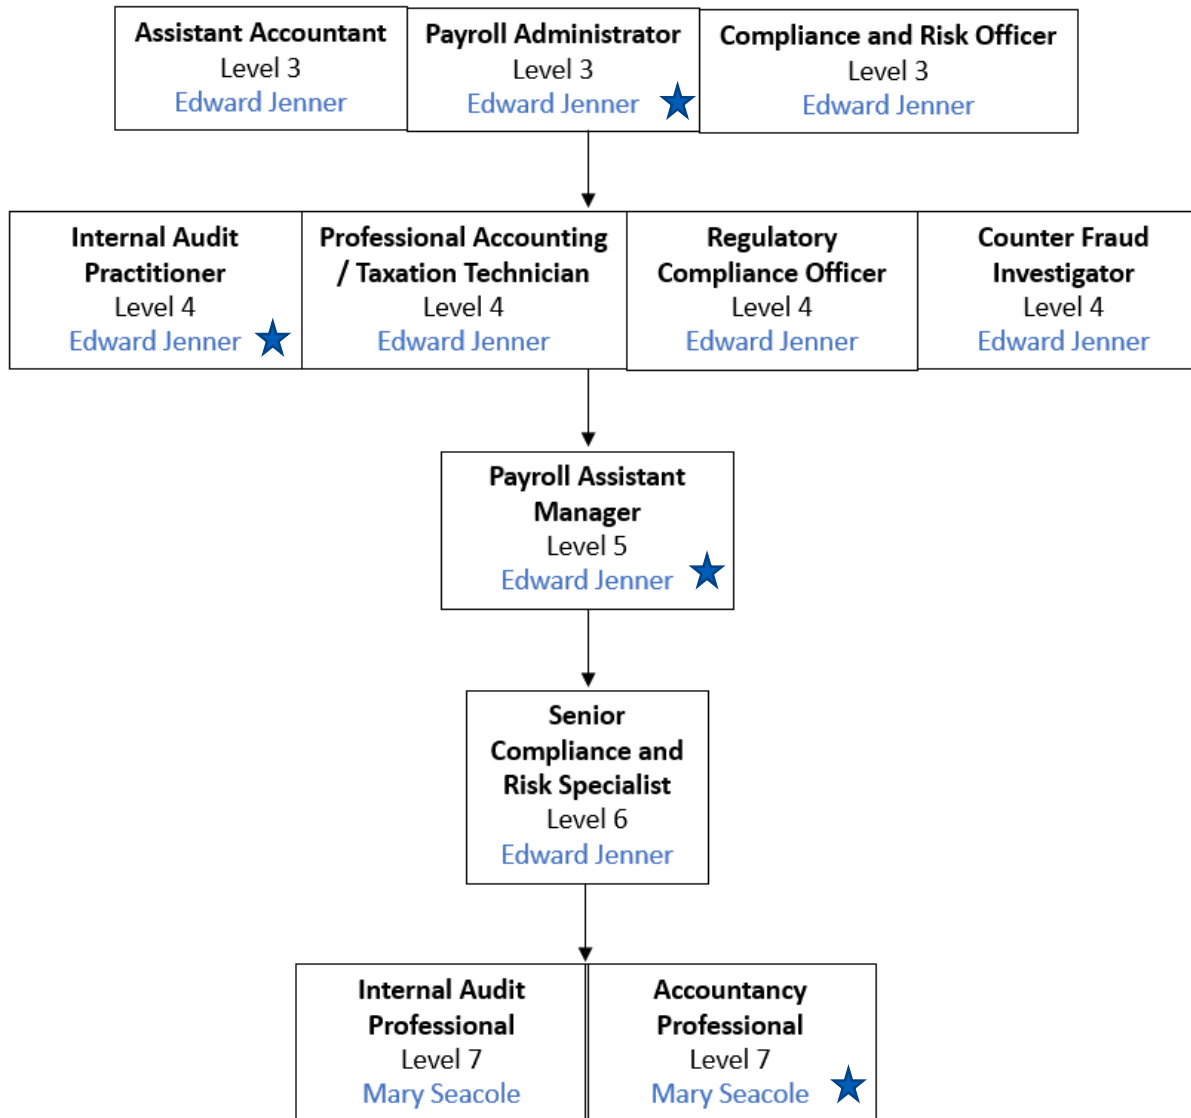 Assistant Accountant
Level 3
Edward Jenner
Payroll Administrator
Level 3
Edward Jenner
Compliance and Risk Officer
Level 3
Edward Jenner
Internal Audit
Practitioner
Level 4
Edward Jenner
Professional Accounting
/ Taxation Technician
Level 4
Edward Jenner
Regulatory
Compliance Officer
Level 4
Edward Jenner
Counter Fraud
Investigator
Level 4
Edward Jenner
Payroll Assistant
Manager
Level 5
Edward Jenner
Senior
Compliance and
Risk Specialist
Level 6
Edward Jenner
Internal Audit
Professional
Level 7
Mary Seacole
Accountancy
Professional
Level 7
Mary Seacole